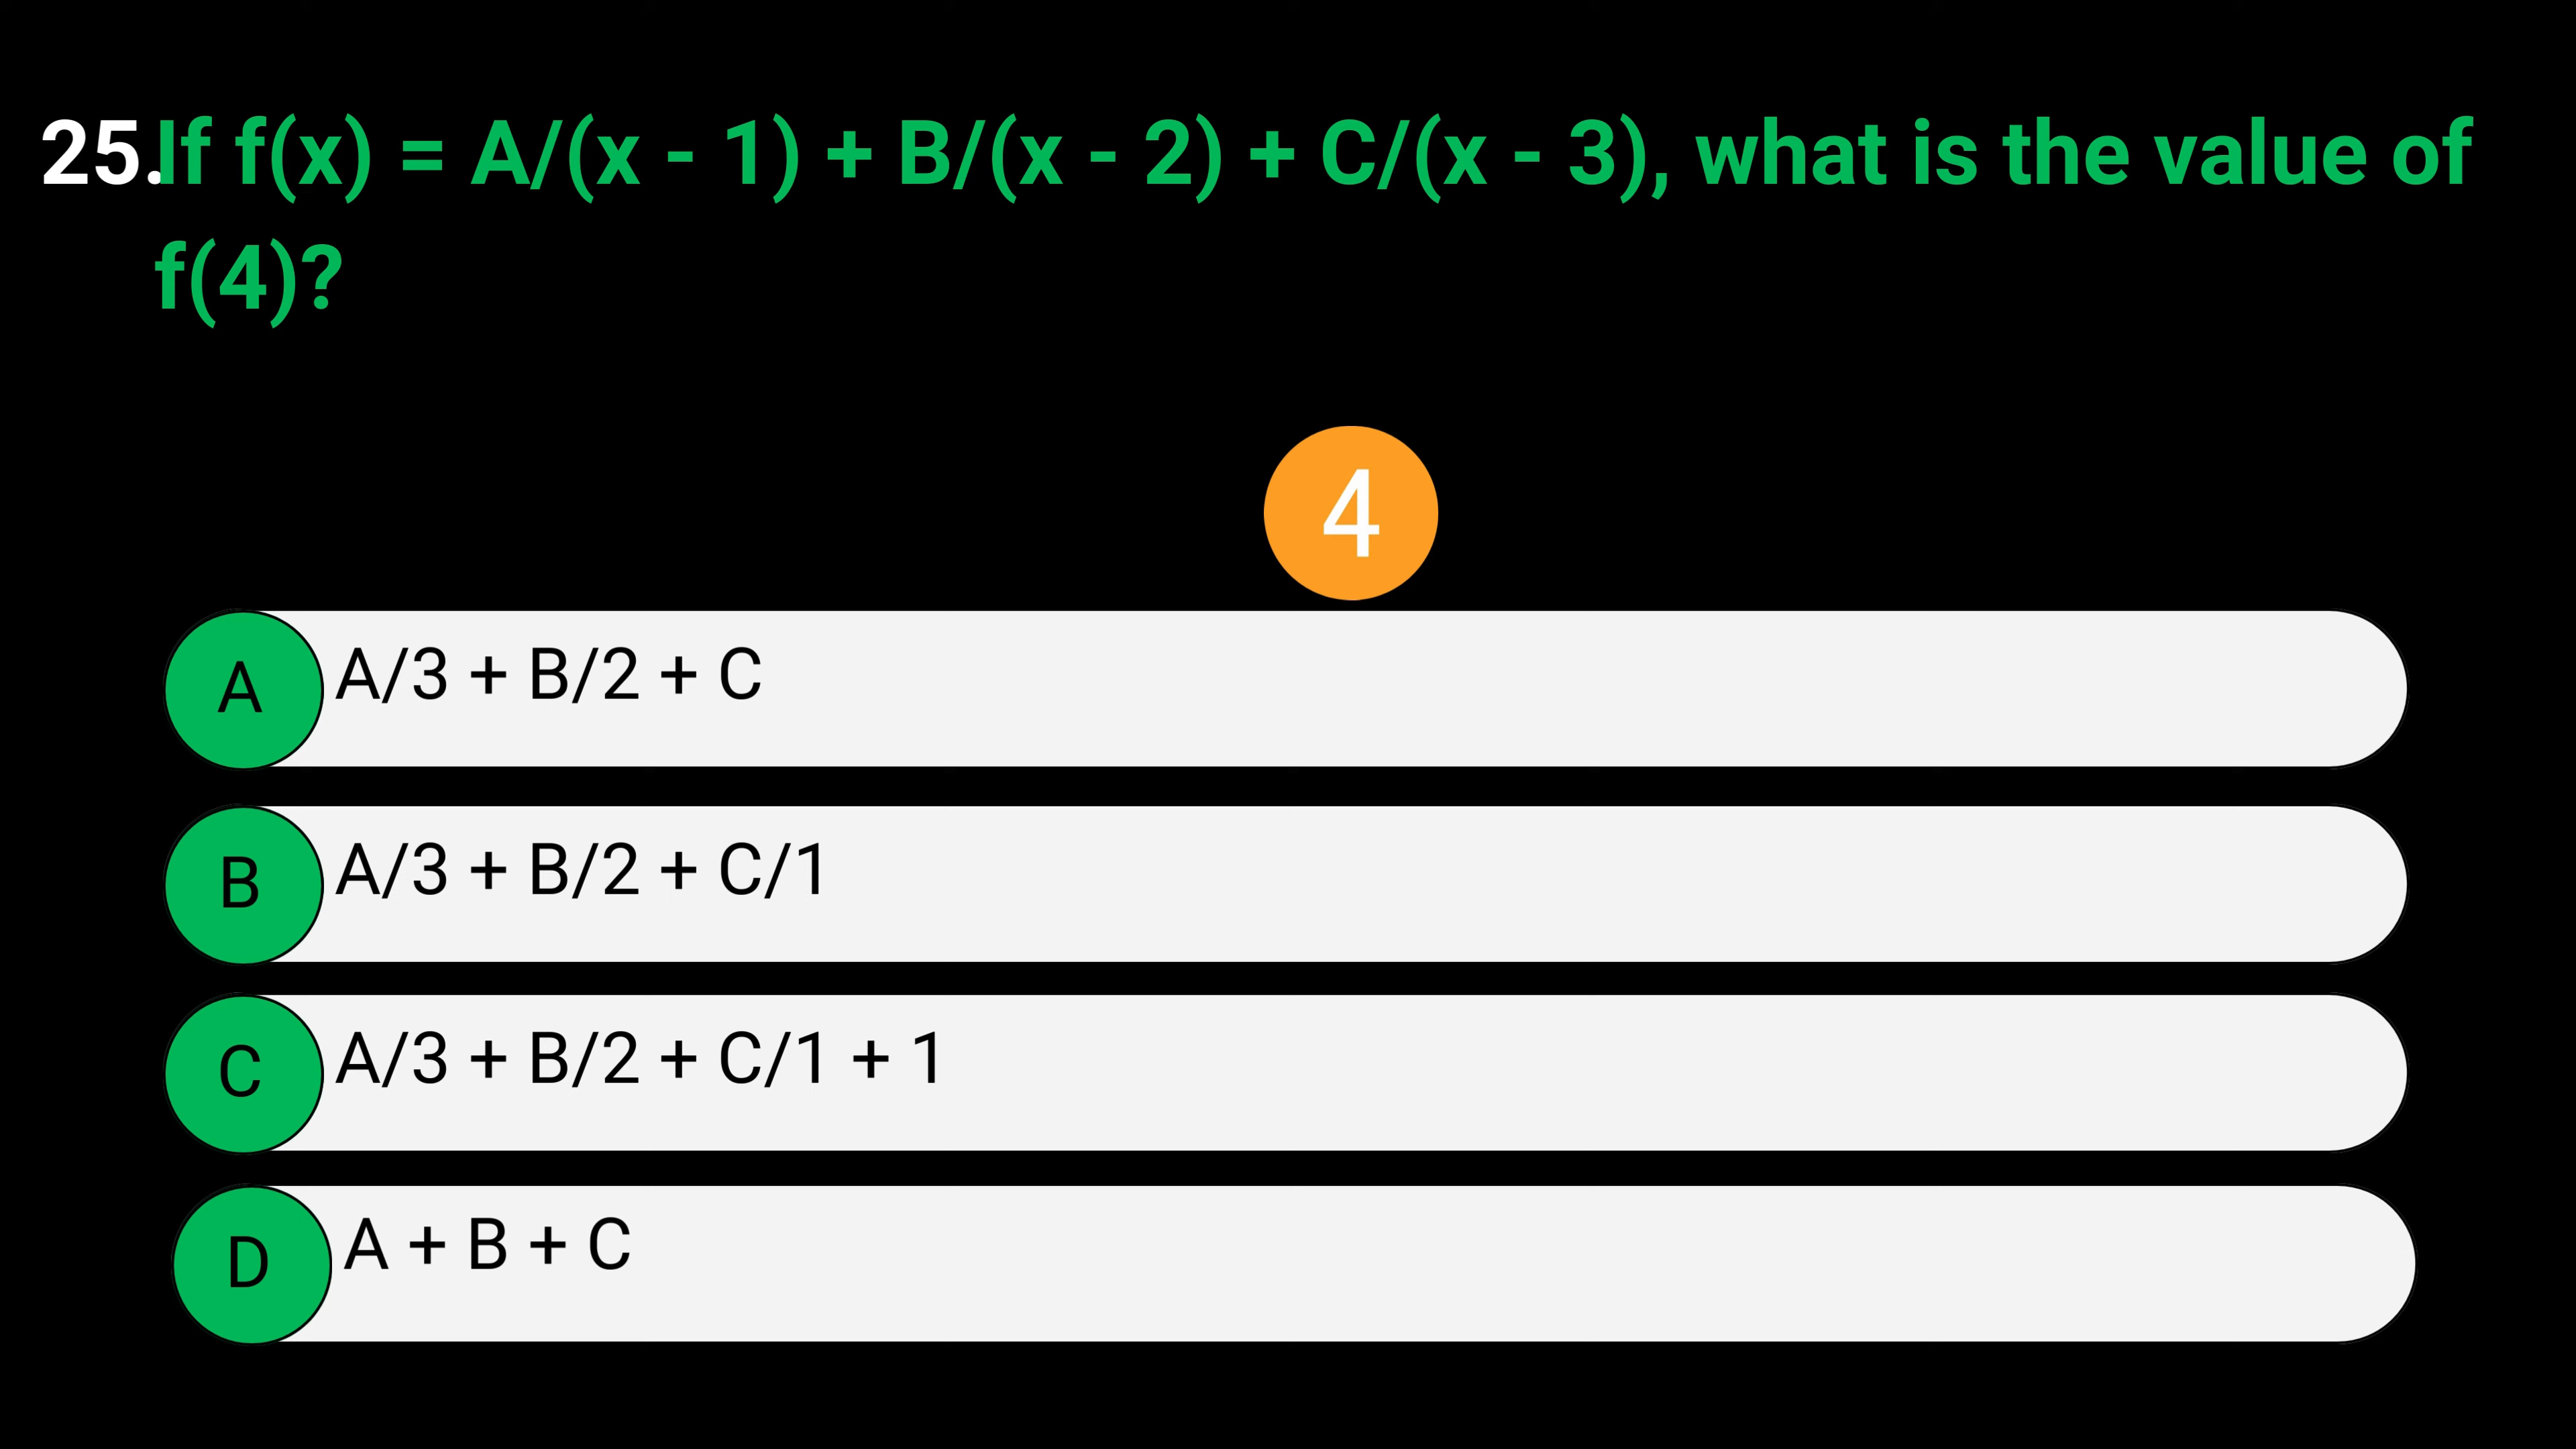 25.If f(x) = A/(x - 1) + B/(x - 2) + C/(x - 3), what is the value of
f(4)?
4
A A/3 + B/2 + C
B A/3 + B/2 + C/1
C A/3 + B/2 + C/1 + 1
D A + B + C